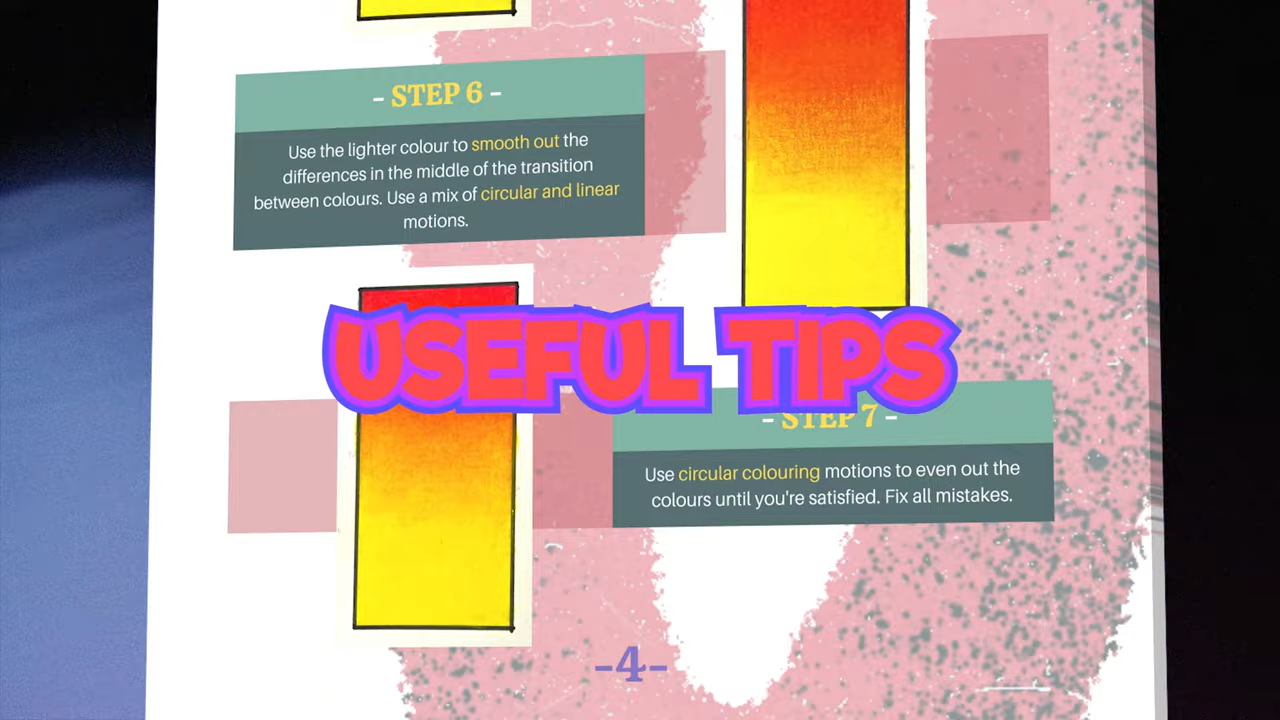 - STEP 6 -
Use the lighter colour to smooth out the
differences in the middle of the transition
between colours. Use a mix of circular and linear
motions.
USEFUL TIPS
- STEP 7 -
Use circular colouring motions to even out the
colours until you're satisfied. Fix all mistakes.
-4-